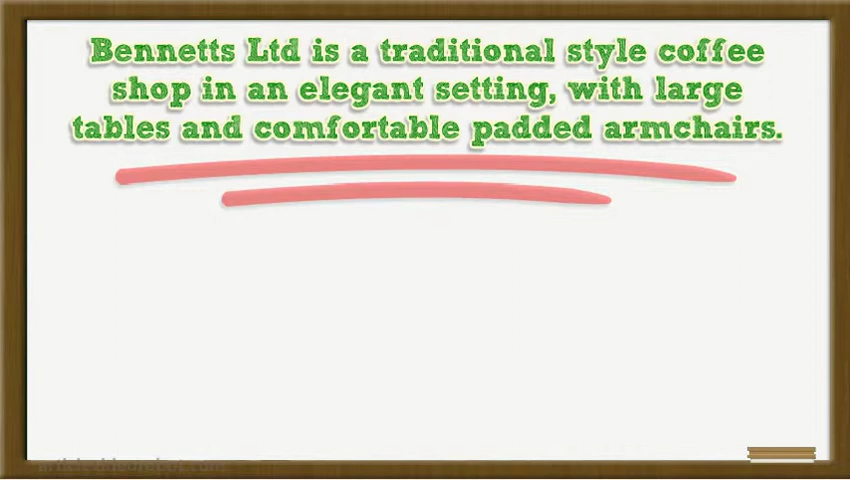 Bennetts Ltd is a traditional style coffee
shop in an elegant setting, with large
tables and comfortable padded armchairs.